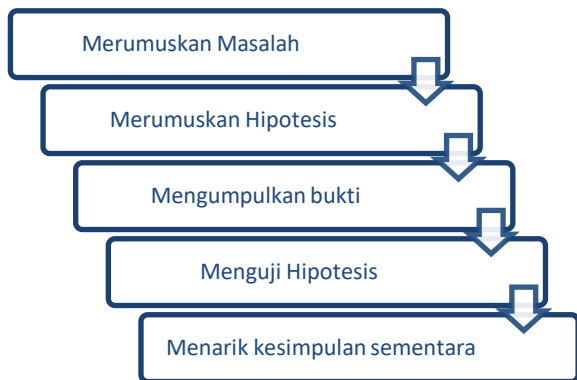 Merumuskan Masalah
Merumuskan Hipotesis
Mengumpulkan bukti
Menguji Hipotesis
Menarik kesimpulan sementara